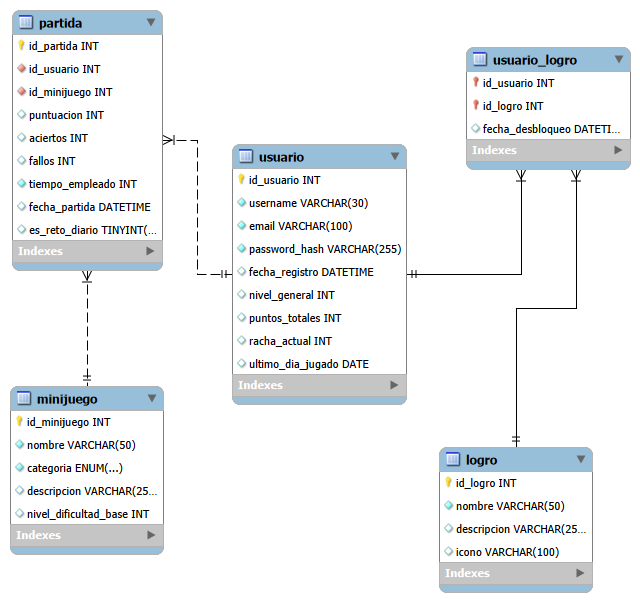 partida
id_partida INT
id_usuario INT
id_minijuego INT
puntuacion INT
aciertos INT
fallos INT
tiempo_empleado INT
fecha_partida DATETIME
es_reto_diario TINYINT(...
Indexes
usuario
id_usuario INT
username VARCHAR(30)
email VARCHAR(100)
password_hash VARCHAR(255)
fecha_registro DATETIME
nivel_general INT
puntos_totales INT
racha_actual INT
ultimo_dia_jugado DATE
Indexes
usuario_logro
id_usuario INT
id_logro INT
fecha_desbloqueo DATETI...
Indexes
minijuego
id_minijuego INT
nombre VARCHAR(50)
categoria ENUM(...)
descripcion VARCHAR(25...
nivel_dificultad_base INT
Indexes
logro
id_logro INT
nombre VARCHAR(50)
descripcion VARCHAR(25...
icono VARCHAR(100)
Indexes